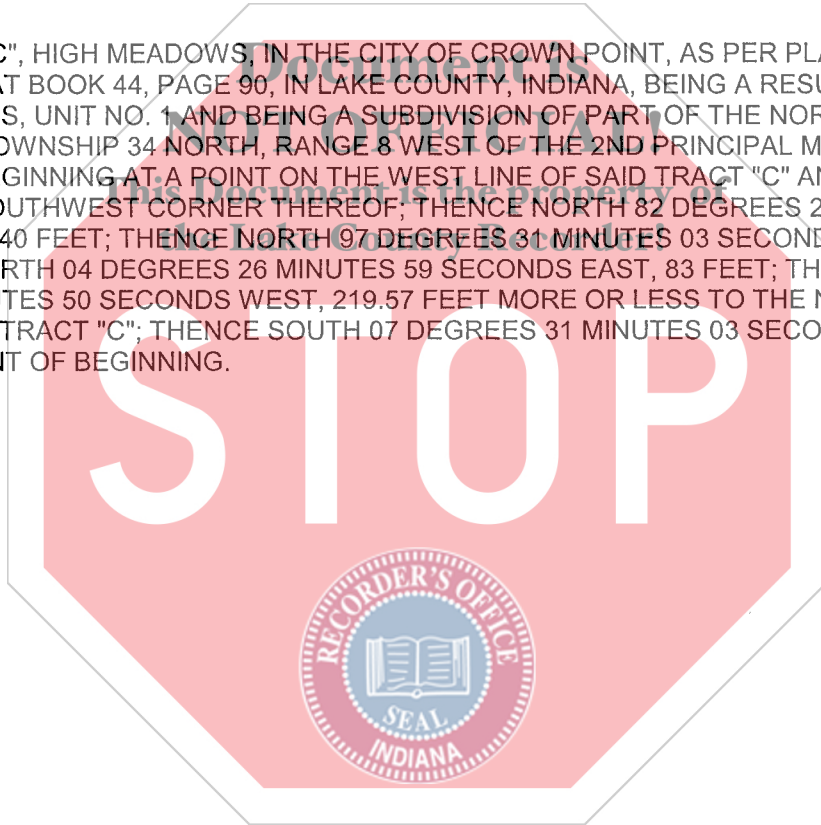 C", HIGH MEADOWS, IN THE CITY OF CROWN POINT, AS PER PLA
AT BOOK 44, PAGE 90, IN LAKE COUNTY, INDIANA, BEING A RESU
S, UNIT NO. 1 AND BEING A SUBDIVISION OF PART OF THE NOR
OWNSHIP 34 NORTH, RANGE 8 WEST OF THE 2ND PRINCIPAL M
GINNING AT A POINT ON THE WEST LINE OF SAID TRACT "C" AN
OUTHWEST CORNER THEREOF; THENCE NORTH 82 DEGREES 2
40 FEET; THENCE NORTH 97 DEGREES 31 MINUTES 03 SECOND
RTH 04 DEGREES 26 MINUTES 59 SECONDS EAST, 83 FEET; TH
TES 50 SECONDS WEST, 219.57 FEET MORE OR LESS TO THE N
TRACT "C"; THENCE SOUTH 07 DEGREES 31 MINUTES 03 SECO
NT OF BEGINNING.
Document is
NOT OFFICIAL!
This Document is the property of
the Lake County Recorder!
STOP
RECORDER'S OFFICE
SEAL
INDIANA